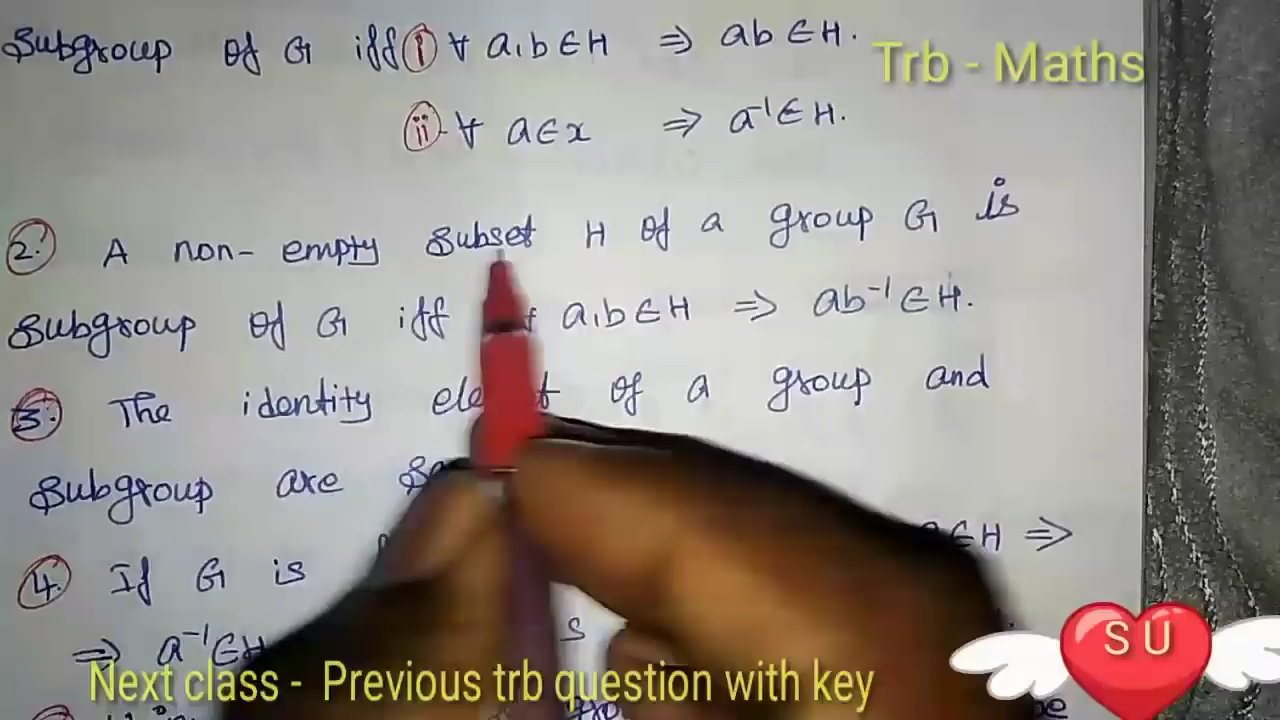 Subgroup of G iff (i) ∀ a,b ∈ H ⇒ ab ∈ H.
Trb - Maths
(ii) ∀ a ∈ x ⇒ a⁻¹ ∈ H.
2. A non-empty Subset H of a group G is
Subgroup of G iff a,b ∈ H ⇒ ab⁻¹ ∈ H.
3. The identity of a group and
Subgroup are
4. If G is ∈ H ⇒
⇒ a⁻¹ ∈ H
S U
Next class - Previous trb question with key